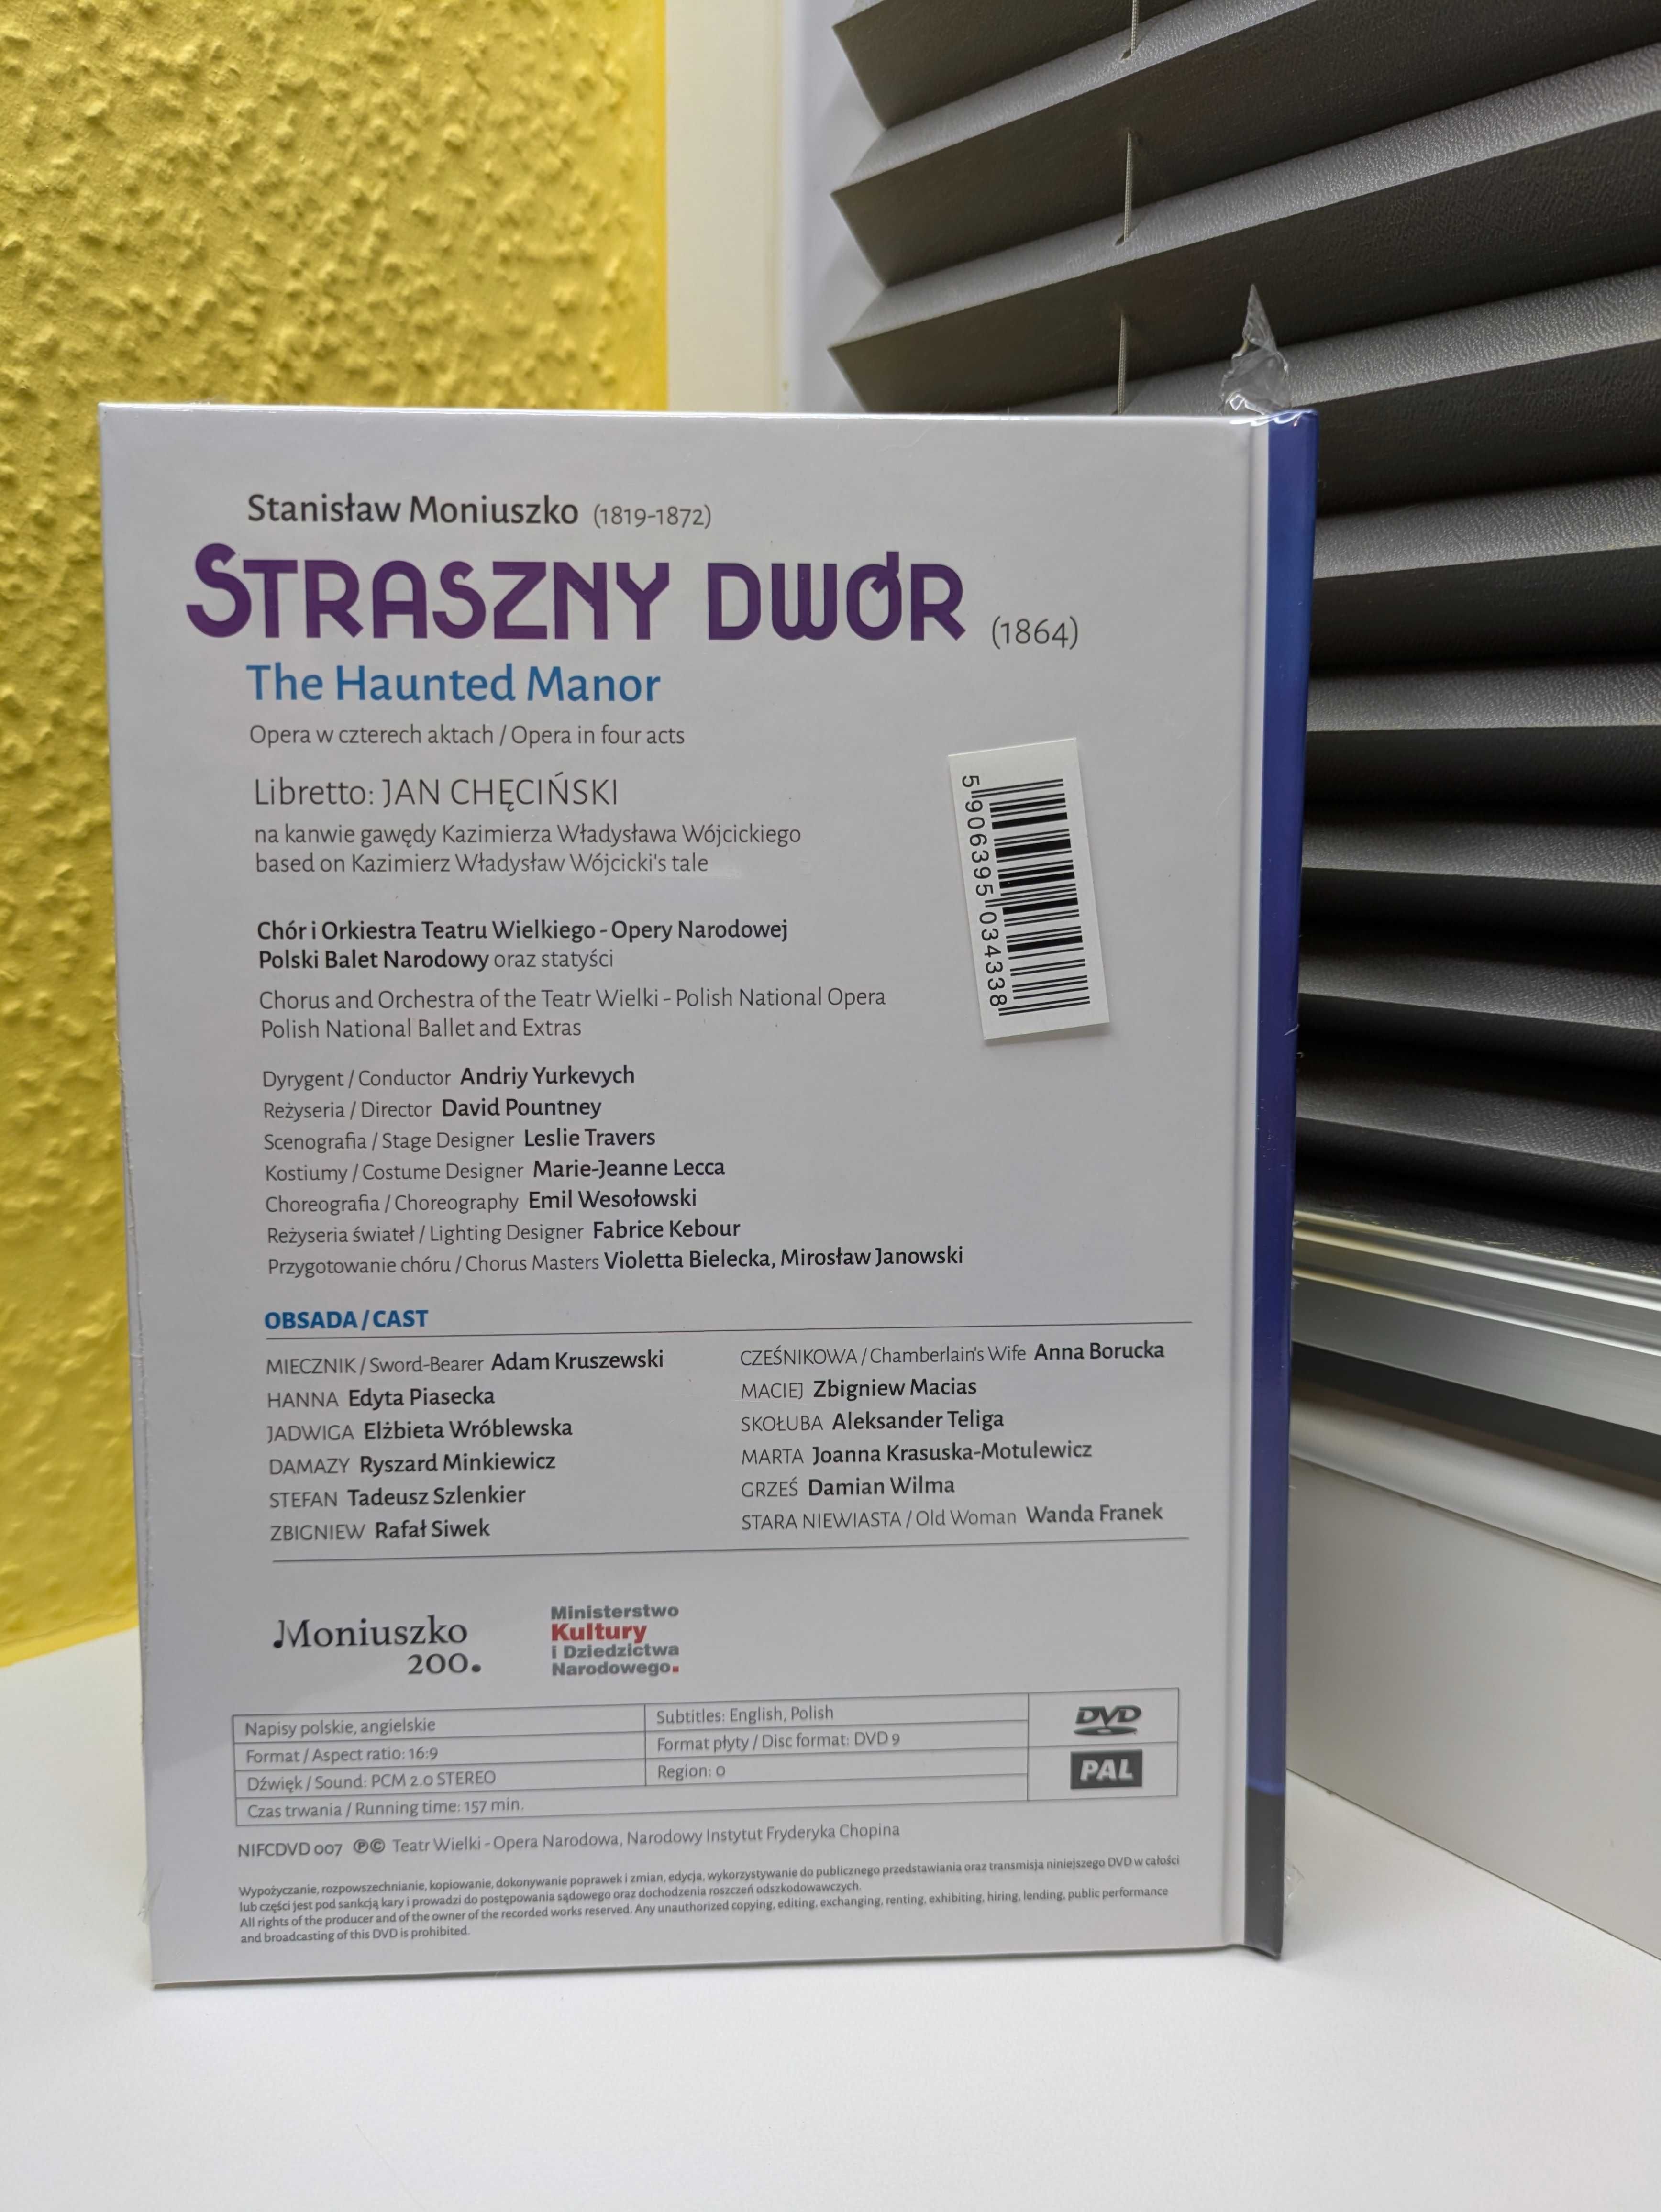 Stanisław Moniuszko (1819-1872)
STRASZNY DWÓR (1864)
The Haunted Manor
Opera w czterech aktach / Opera in four acts
Libretto: JAN CHĘCIŃSKI
na kanwie gawędy Kazimierza Władysława Wójcickiego
based on Kazimierz Władysław Wójcicki's tale
5 906395 034338
Chór i Orkiestra Teatru Wielkiego - Opery Narodowej
Polski Balet Narodowy oraz statyści
Chorus and Orchestra of the Teatr Wielki - Polish National Opera
Polish National Ballet and Extras
Dyrygent / Conductor Andriy Yurkevych
Reżyseria / Director David Pountney
Scenografia / Stage Designer Leslie Travers
Kostiumy / Costume Designer Marie-Jeanne Lecca
Choreografia / Choreography Emil Wesołowski
Reżyseria świateł / Lighting Designer Fabrice Kebour
Przygotowanie chóru / Chorus Masters Violetta Bielecka, Mirosław Janowski
OBSADA / CAST
MIECZNIK / Sword-Bearer Adam Kruszewski
HANNA Edyta Piasecka
JADWIGA Elżbieta Wróblewska
DAMAZY Ryszard Minkiewicz
STEFAN Tadeusz Szlenkier
ZBIGNIEW Rafał Siwek
CZEŚNIKOWA / Chamberlain's Wife Anna Borucka
MACIEJ Zbigniew Macias
SKOŁUBA Aleksander Teliga
MARTA Joanna Krasuska-Motulewicz
GRZEŚ Damian Wilma
STARA NIEWIASTA / Old Woman Wanda Franek
Moniuszko
200.
Ministerstwo
Kultury
i Dziedzictwa
Narodowego.
Napisy polskie, angielskie
Format / Aspect ratio: 16:9
Dźwięk / Sound: PCM 2.0 STEREO
Czas trwania / Running time: 157 min.
Subtitles: English, Polish
Format płyty / Disc format: DVD 9
Region: 0
DVD
PAL
NIFCDVD 007 ℗© Teatr Wielki - Opera Narodowa, Narodowy Instytut Fryderyka Chopina
Wypożyczanie, rozpowszechnianie, kopiowanie, dokonywanie poprawek i zmian, edycja, wykorzystywanie do publicznego przedstawiania oraz transmisja niniejszego DVD w całości
lub części jest pod sankcją kary i prowadzi do postępowania sądowego oraz dochodzenia roszczeń odszkodowawczych.
All rights of the producer and of the owner of the recorded works reserved. Any unauthorized copying, editing, exchanging, renting, exhibiting, hiring, lending, public performance
and broadcasting of this DVD is prohibited.